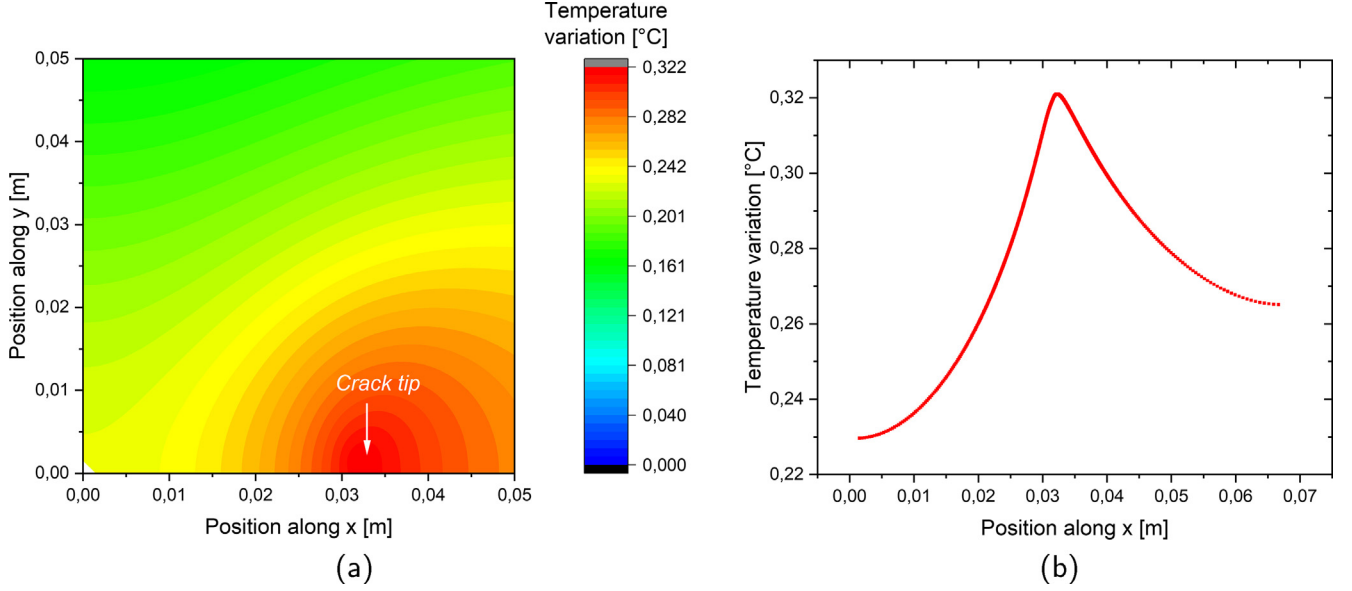 Temperature
variation [°C]
0,05
0,04
0,03
0,02
0,01
0,00
Position along y [m]
Crack tip
0,00 0,01 0,02 0,03 0,04 0,05
Position along x [m]
0,322
0,282
0,242
0,201
0,161
0,121
0,081
0,040
0,000
(a)
Temperature variation [°C]
0,32
0,30
0,28
0,26
0,24
0,22
0,00 0,01 0,02 0,03 0,04 0,05 0,06 0,07
Position along x [m]
(b)